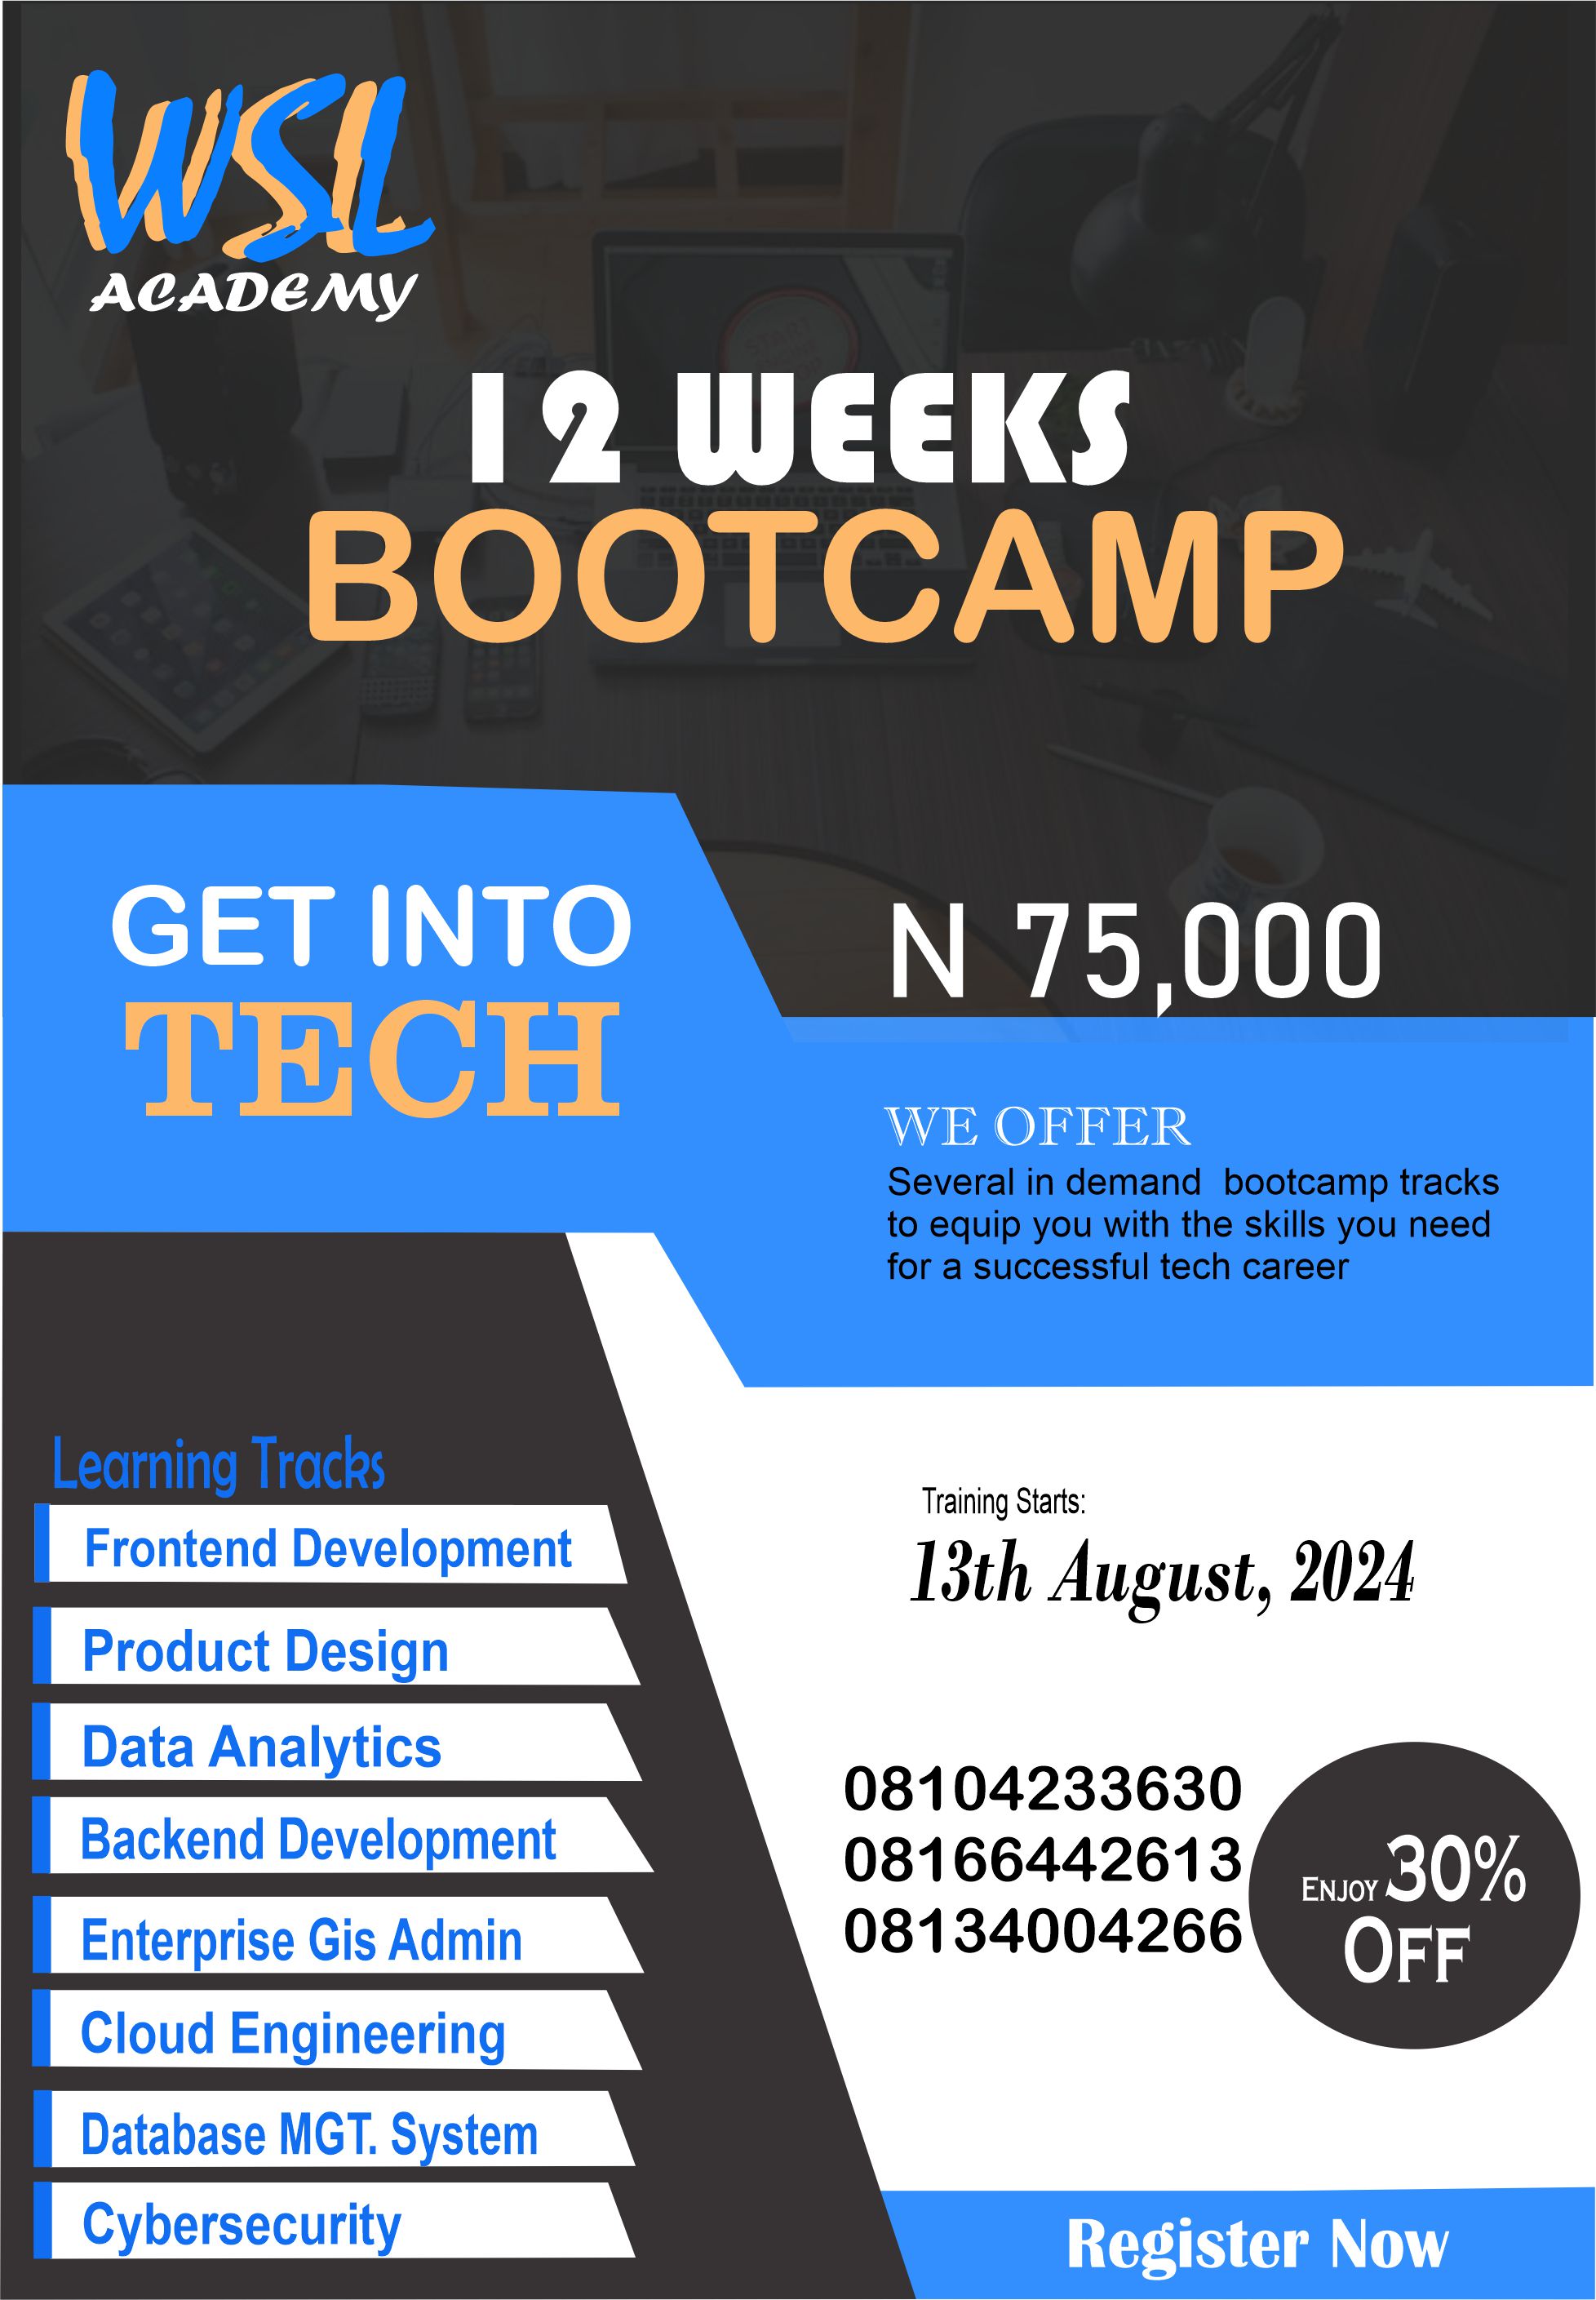 WSL
ACADEMY
12 WEEKS
BOOTCAMP
GET INTO
TECH
N 75,000
WE OFFER
Several in demand bootcamp tracks
to equip you with the skills you need
for a successful tech career
Learning Tracks
Frontend Development
Product Design
Data Analytics
Backend Development
Enterprise Gis Admin
Cloud Engineering
Database MGT. System
Cybersecurity
Training Starts:
13th August, 2024
08104233630
08166442613
08134004266
ENJOY 30%
OFF
Register Now